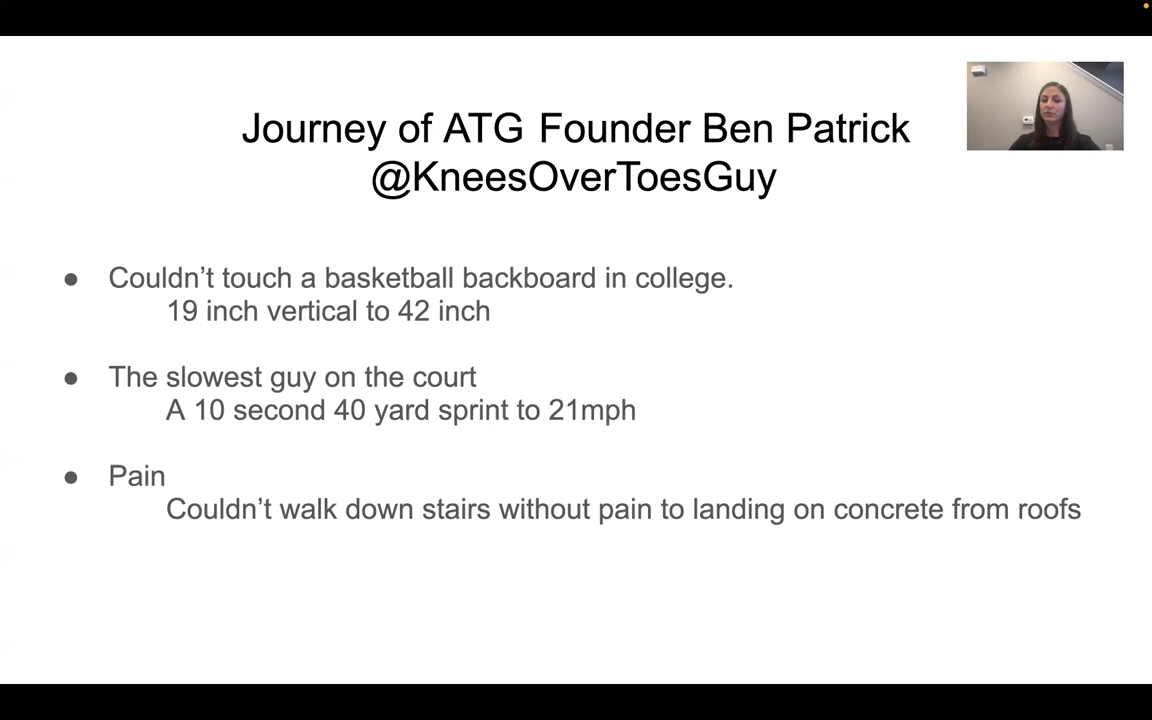 Journey of ATG Founder Ben Patrick
@KneesOverToesGuy
● Couldn’t touch a basketball backboard in college.
19 inch vertical to 42 inch
● The slowest guy on the court
A 10 second 40 yard sprint to 21mph
● Pain
Couldn’t walk down stairs without pain to landing on concrete from roofs